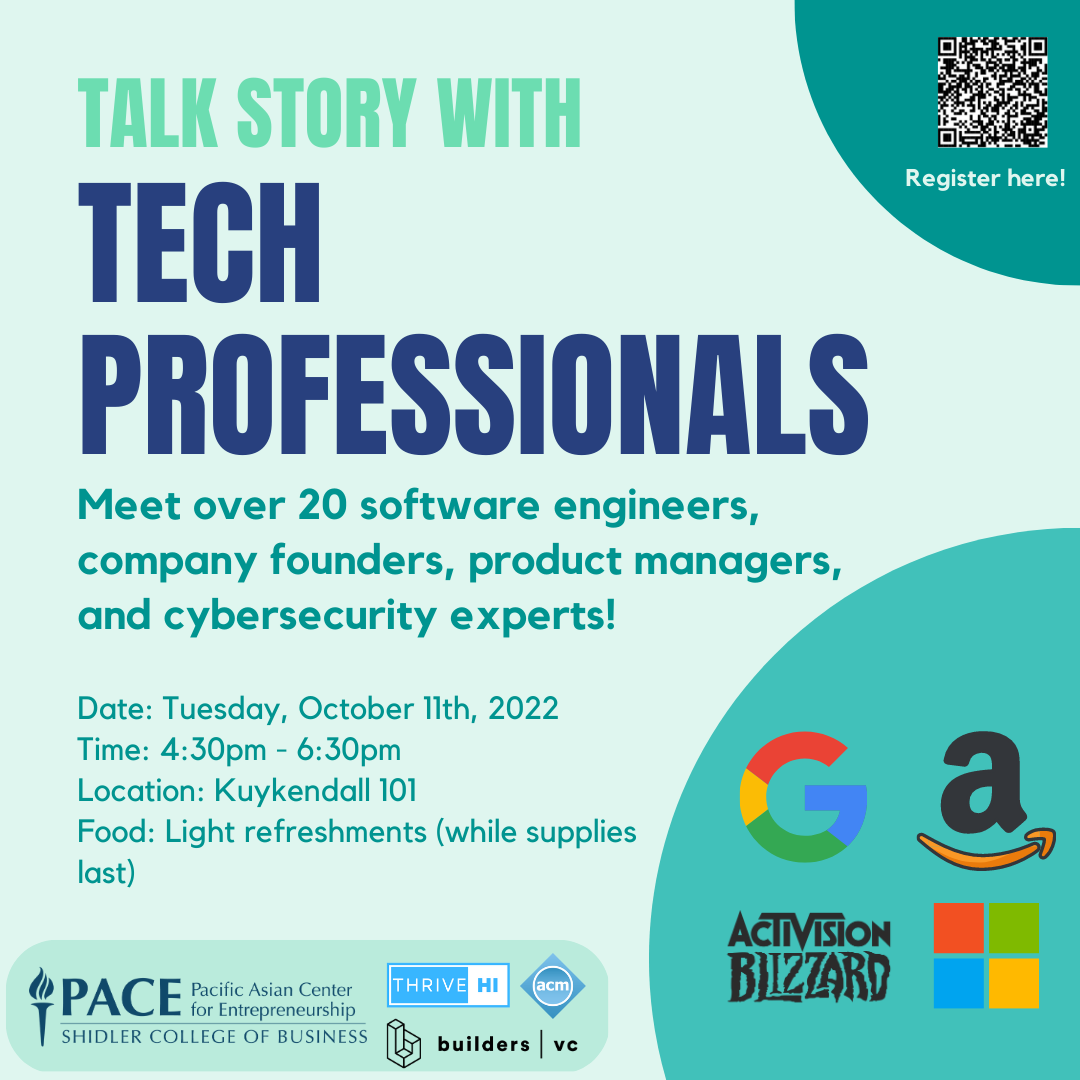 TALK STORY WITH
TECH
PROFESSIONALS
Register here!
Meet over 20 software engineers,
company founders, product managers,
and cybersecurity experts!
Date: Tuesday, October 11th, 2022
Time: 4:30pm - 6:30pm
Location: Kuykendall 101
Food: Light refreshments (while supplies
last)
G
a
ACTIVISION
BLIZZARD
PACE
Pacific Asian Center
for Entrepreneurship
SHIDLER COLLEGE OF BUSINESS
THRIVE HI
acm
b builders | vc